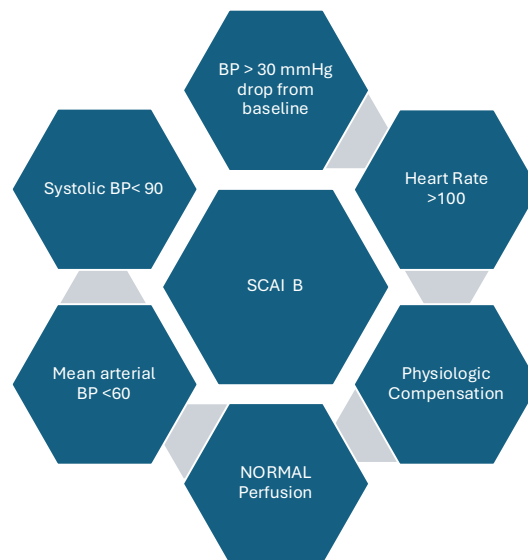 BP > 30 mmHg
drop from
baseline
Heart Rate
>100
Physiologic
Compensation
NORMAL
Perfusion
Mean arterial
BP <60
Systolic BP< 90
SCAI B